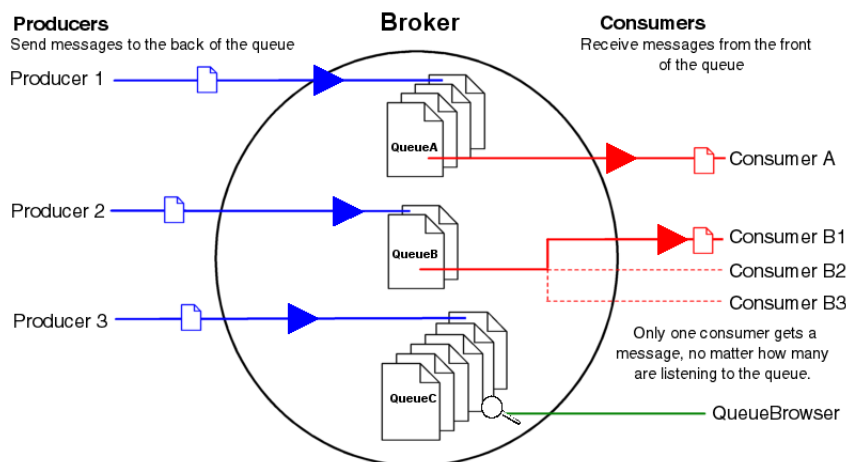 Producers
Send messages to the back of the queue
Broker
Consumers
Receive messages from the front
of the queue
Producer 1
QueueA
Consumer A
Producer 2
QueueB
Consumer B1
Consumer B2
Consumer B3
Producer 3
Only one consumer gets a
message, no matter how many
are listening to the queue.
QueueC
QueueBrowser